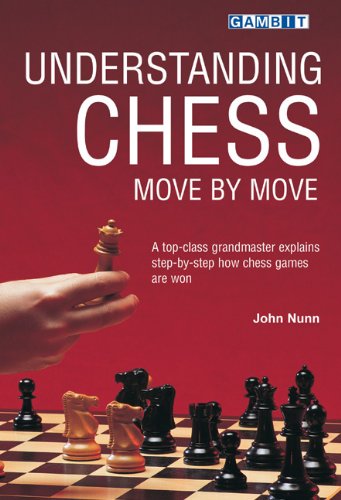 GAMBIT
UNDERSTANDING
CHESS
MOVE BY MOVE
A top-class grandmaster explains
step-by-step how chess games
are won
John Nunn